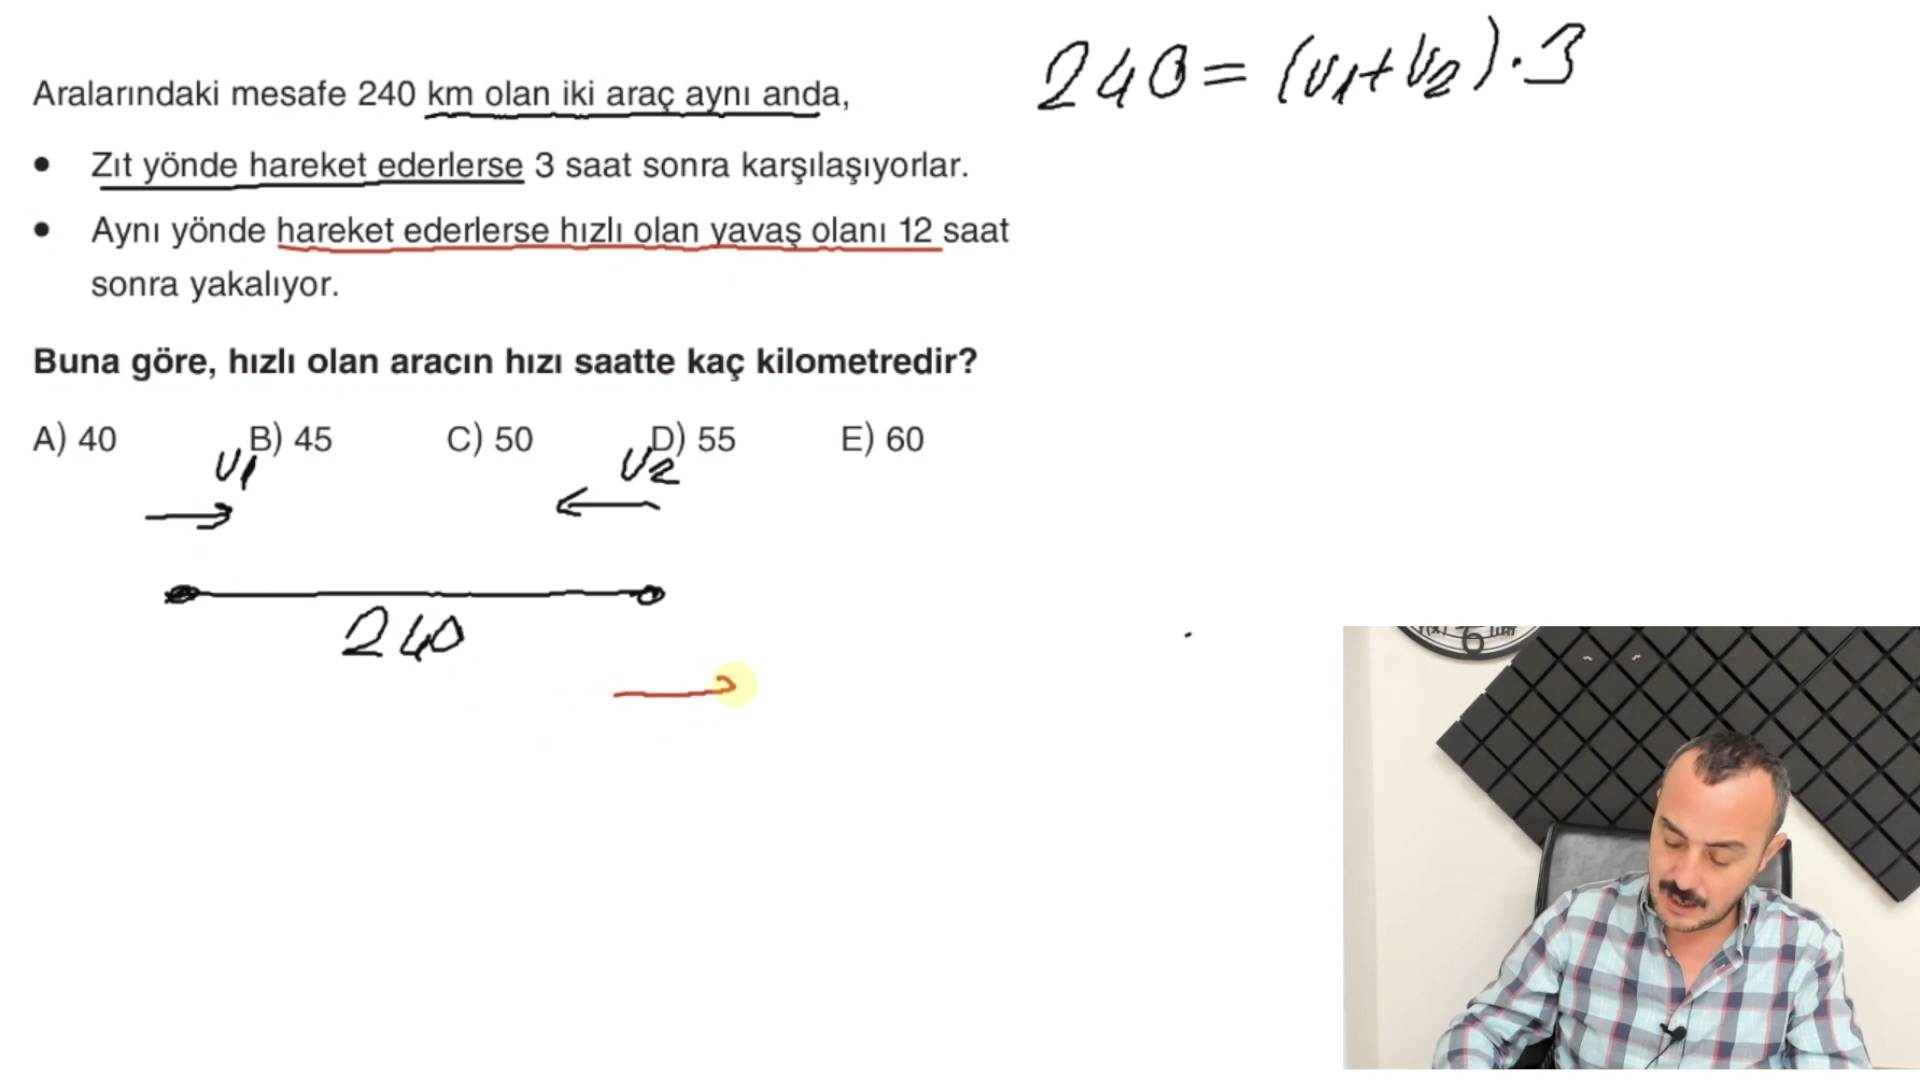 240 = (V1+V2).3
Aralarındaki mesafe 240 km olan iki araç aynı anda,
• Zıt yönde hareket ederlerse 3 saat sonra karşılaşıyorlar.
• Aynı yönde hareket ederlerse hızlı olan yavaş olanı 12 saat
sonra yakalıyor.
Buna göre, hızlı olan aracın hızı saatte kaç kilometredir?
A) 40 B) 45 C) 50 D) 55 E) 60
V1 V2
240
6